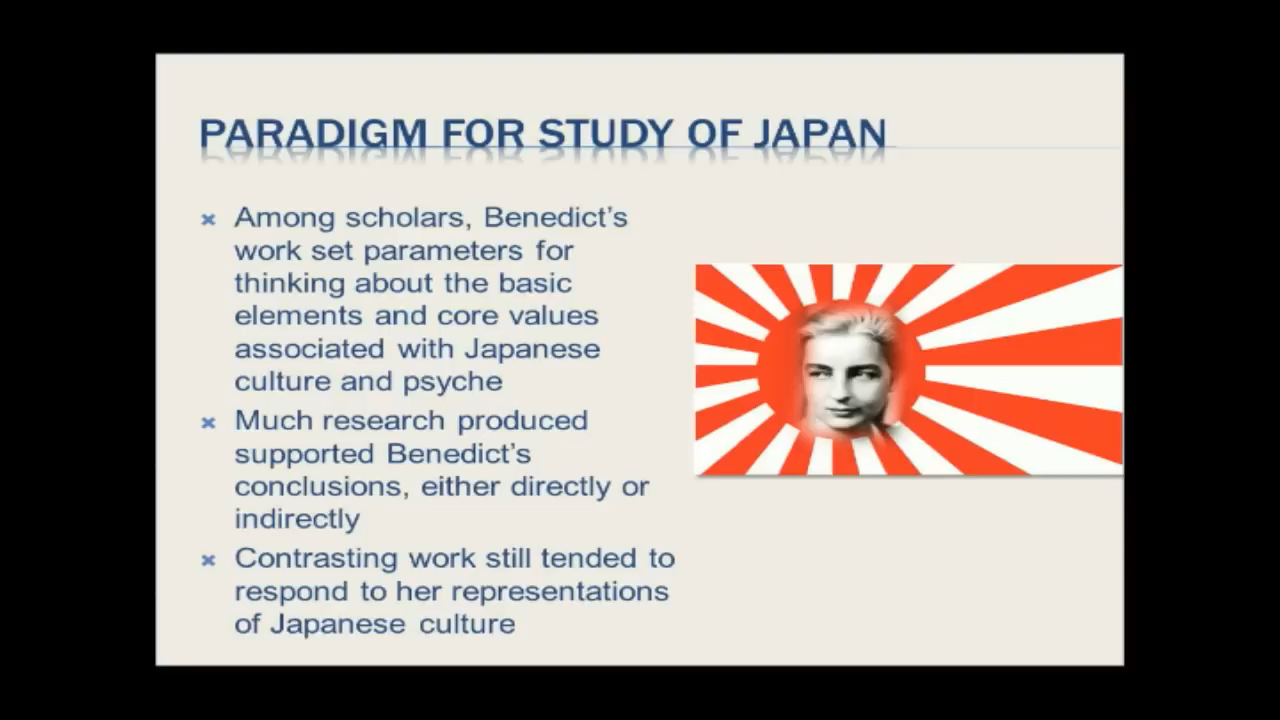 PARADIGM FOR STUDY OF JAPAN
Among scholars, Benedict's
work set parameters for
thinking about the basic
elements and core values
associated with Japanese
culture and psyche
Much research produced
supported Benedict's
conclusions, either directly or
indirectly
Contrasting work still tended to
respond to her representations
of Japanese culture